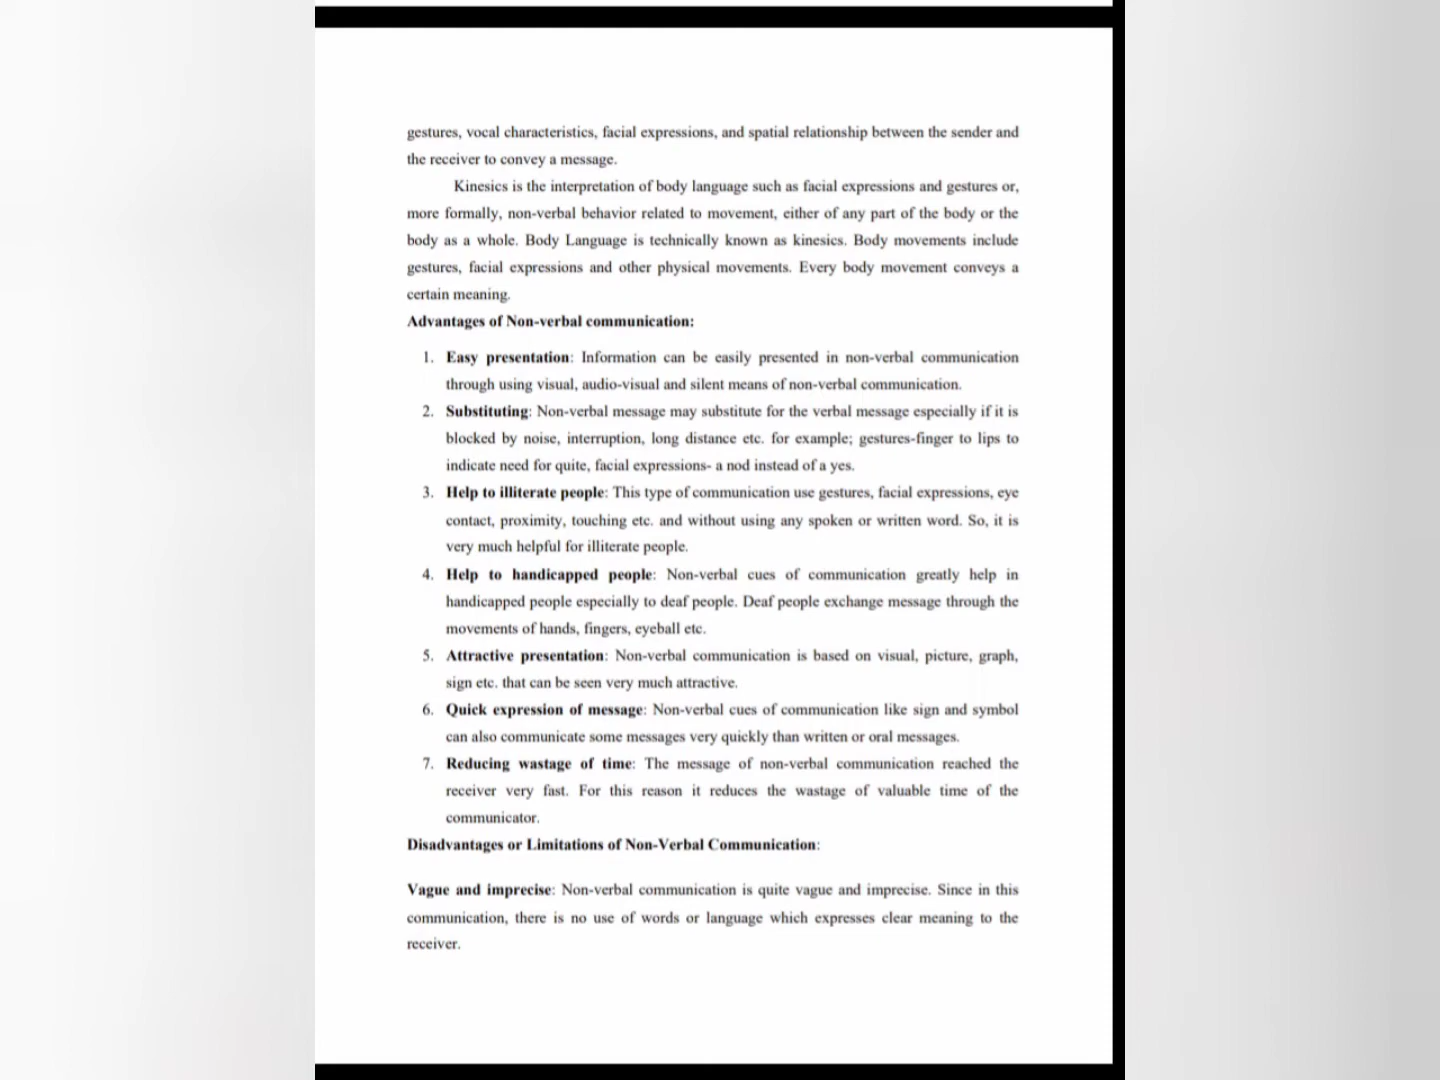 gestures, vocal characteristics, facial expressions, and spatial relationship between the sender and
the receiver to convey a message.
Kinesics is the interpretation of body language such as facial expressions and gestures or,
more formally, non-verbal behavior related to movement, either of any part of the body or the
body as a whole. Body Language is technically known as kinesics. Body movements include
gestures, facial expressions and other physical movements. Every body movement conveys a
certain meaning.
Advantages of Non-verbal communication:
1. Easy presentation: Information can be easily presented in non-verbal communication
through using visual, audio-visual and silent means of non-verbal communication.
2. Substituting: Non-verbal message may substitute for the verbal message especially if it is
blocked by noise, interruption, long distance etc. for example; gestures-finger to lips to
indicate need for quite, facial expressions- a nod instead of a yes.
3. Help to illiterate people: This type of communication use gestures, facial expressions, eye
contact, proximity, touching etc. and without using any spoken or written word. So, it is
very much helpful for illiterate people.
4. Help to handicapped people: Non-verbal cues of communication greatly help in
handicapped people especially to deaf people. Deaf people exchange message through the
movements of hands, fingers, eyeball etc.
5. Attractive presentation: Non-verbal communication is based on visual, picture, graph,
sign etc. that can be seen very much attractive.
6. Quick expression of message: Non-verbal cues of communication like sign and symbol
can also communicate some messages very quickly than written or oral messages.
7. Reducing wastage of time: The message of non-verbal communication reached the
receiver very fast. For this reason it reduces the wastage of valuable time of the
communicator.
Disadvantages or Limitations of Non-Verbal Communication:
Vague and imprecise: Non-verbal communication is quite vague and imprecise. Since in this
communication, there is no use of words or language which expresses clear meaning to the
receiver.